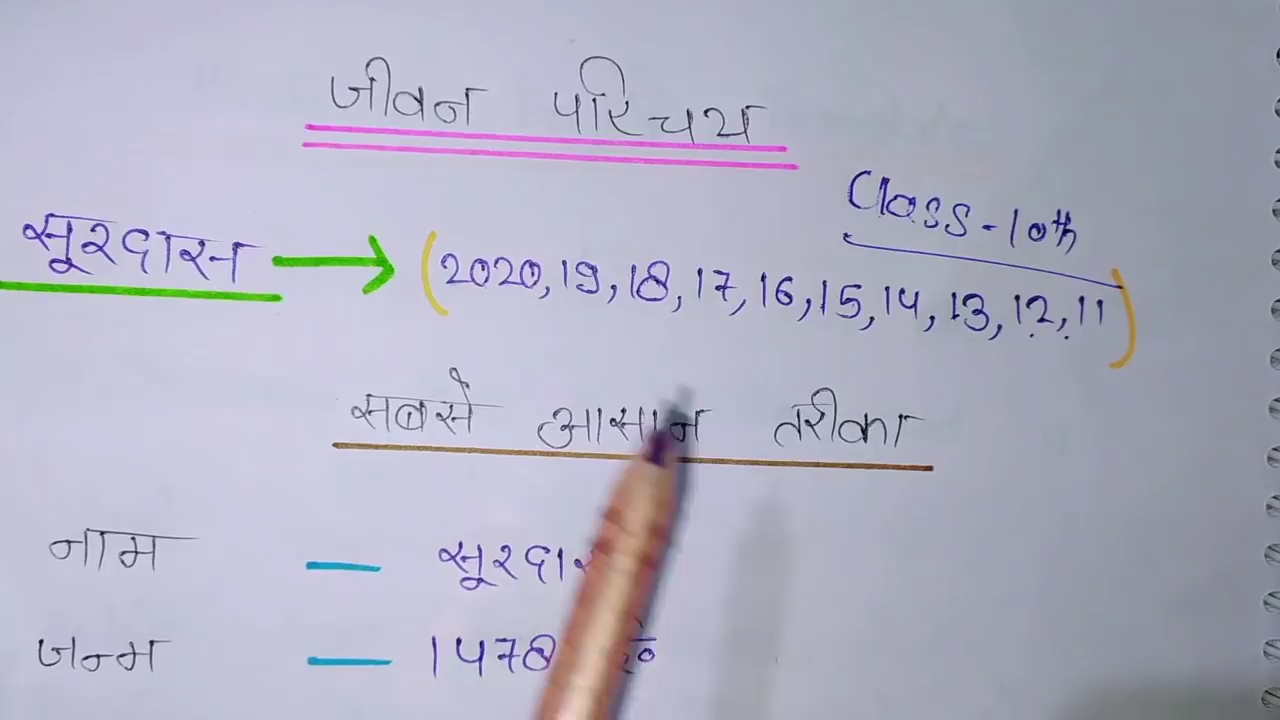 जीवन परिचय
Class-10th
सूरदास → (2020, 19, 18, 17, 16, 15, 14, 13, 12, 11)
सबसे आसान तरीका
नाम —
जन्म — 1478